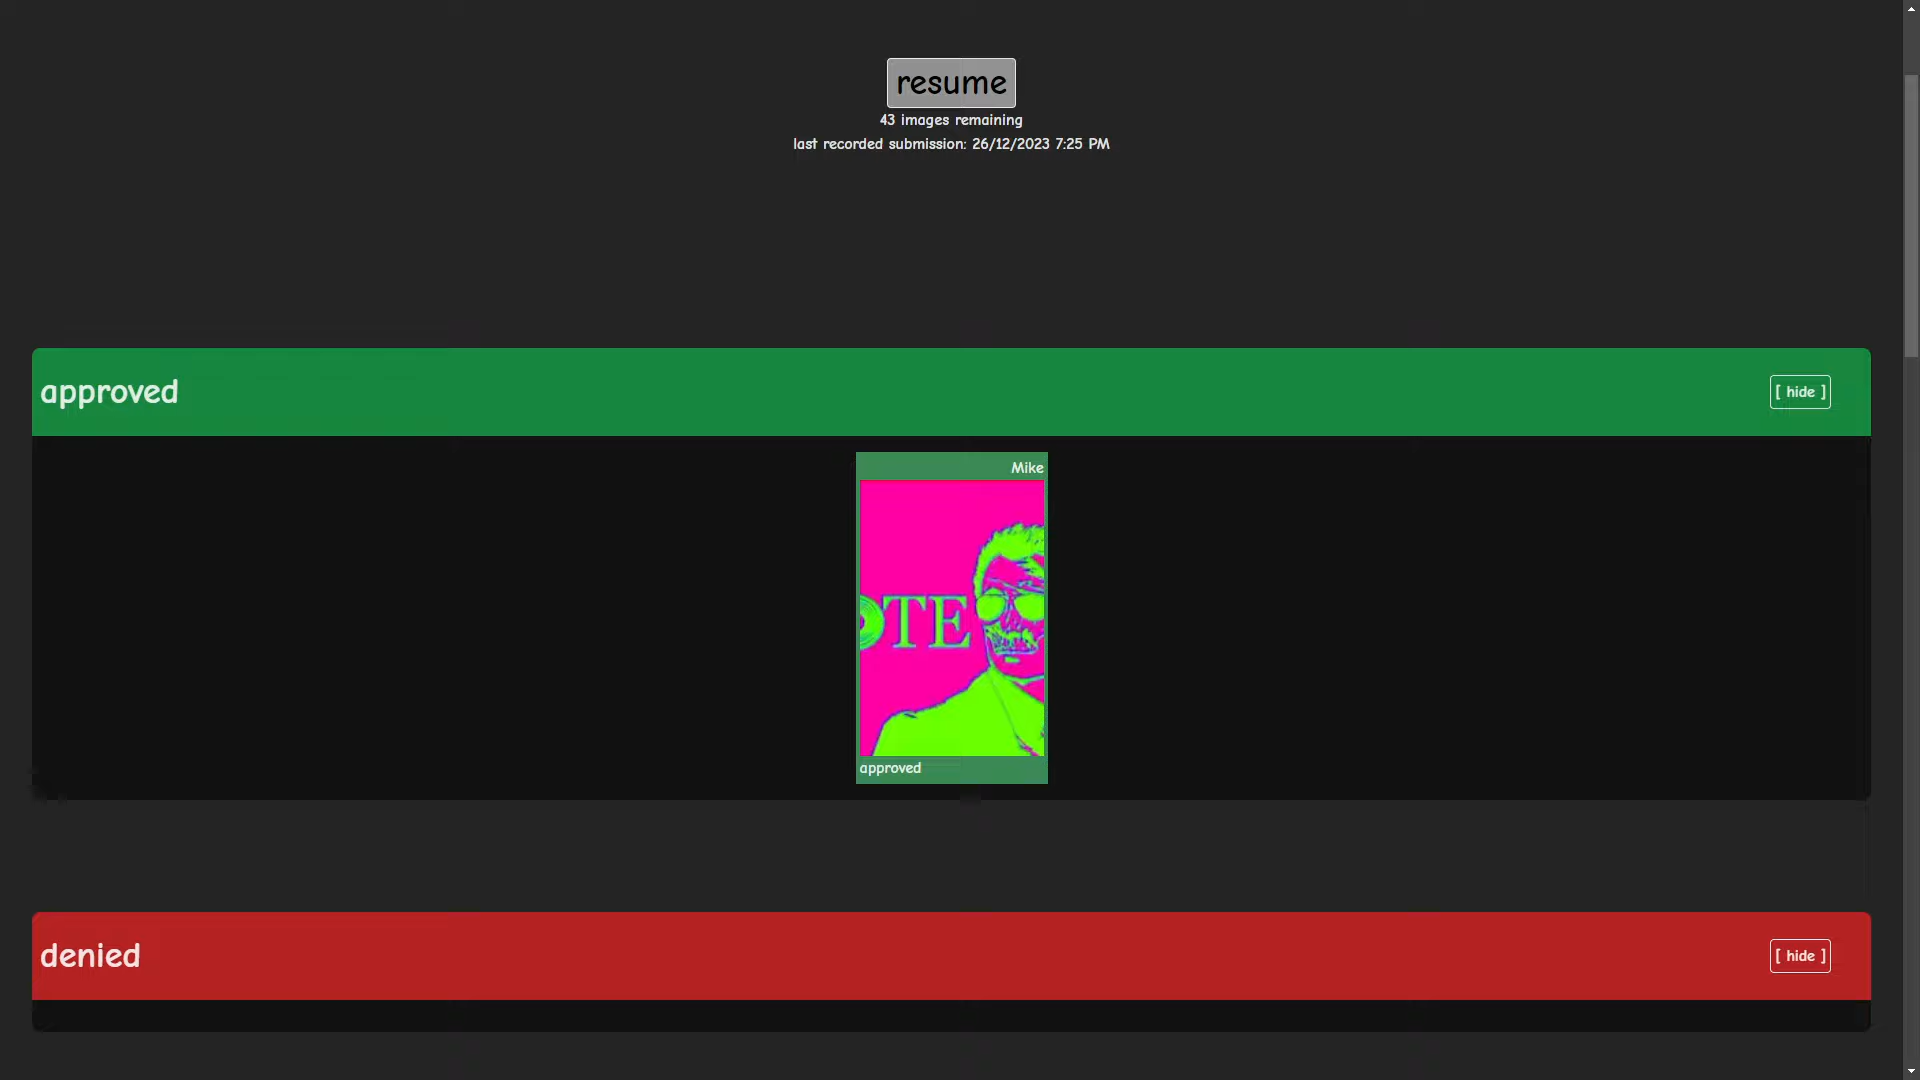 resume
43 images remaining
last recorded submission: 26/12/2023 7:25 PM
approved
[ hide ]
Mike
OTE
approved
denied
[ hide ]